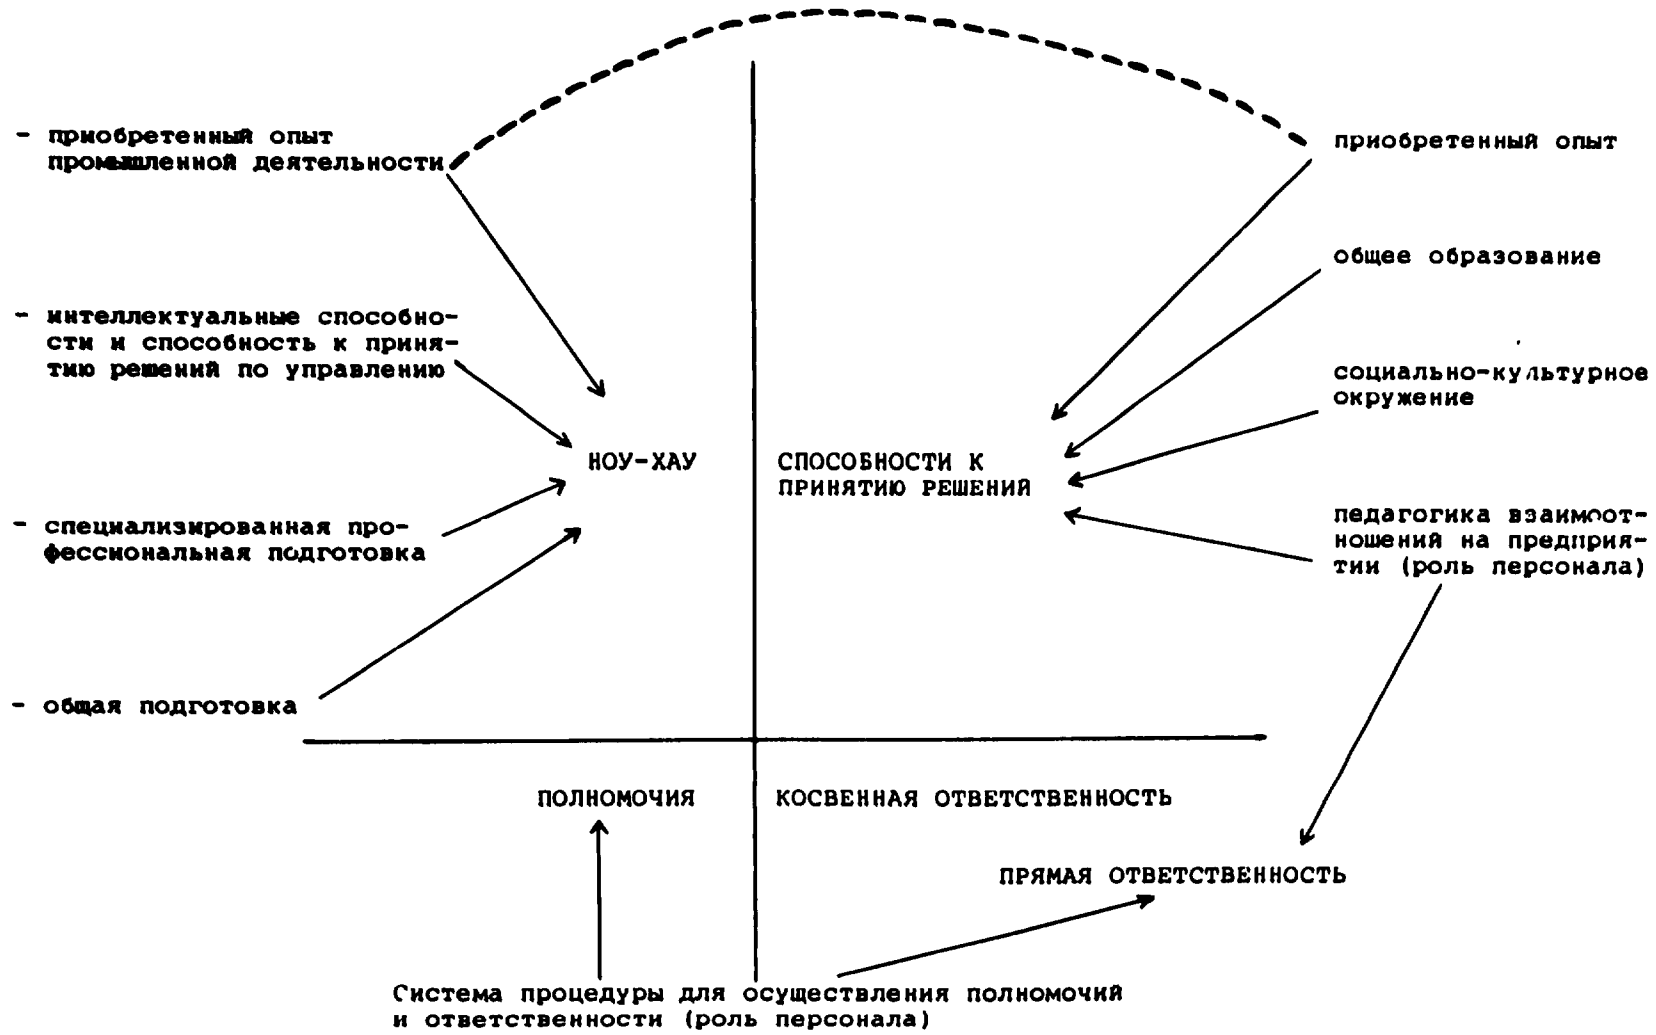 - приобретенный опыт
промышленной деятельности
- интеллектуальные способно-
сти и способность к приня-
тию решений по управлению
НОУ-ХАУ
- специализированная про-
фессиональная подготовка
- общая подготовка
приобретенный опыт
общее образование
социально-культурное
окружение
СПОСОБНОСТИ К
ПРИНЯТИЮ РЕШЕНИЙ
педагогика взаимоот-
ношений на предприя-
тии (роль персонала)
ПОЛНОМОЧИЯ
КОСВЕННАЯ ОТВЕТСТВЕННОСТЬ
ПРЯМАЯ ОТВЕТСТВЕННОСТЬ
Система процедуры для осуществления полномочий
и ответственности (роль персонала)